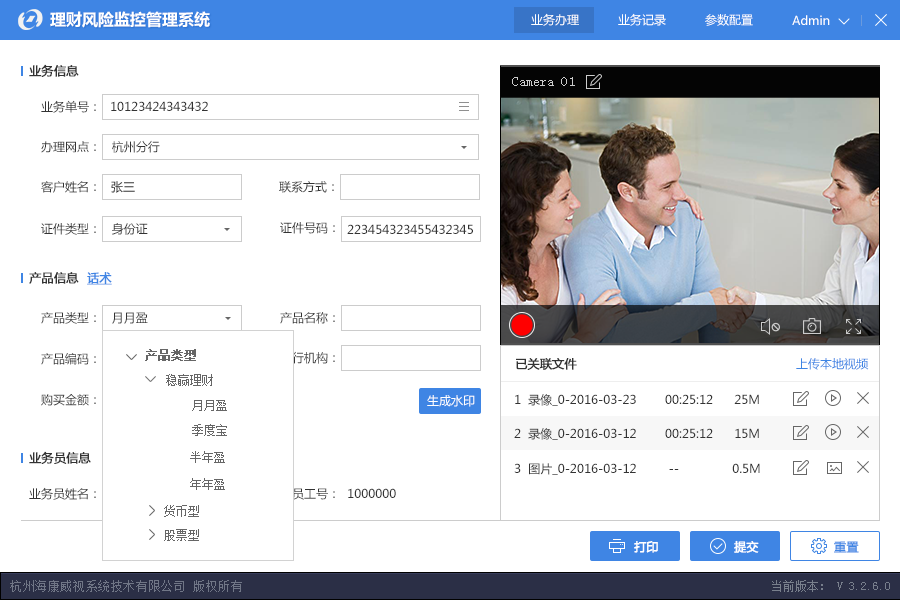 理财风险监控管理系统 业务办理 业务记录 参数配置 Admin
业务信息
业务单号： 10123424343432
办理网点： 杭州分行
客户姓名： 张三 联系方式：
证件类型： 身份证 证件号码： 223454323455432345
产品信息 话术
产品类型： 月月盈 产品名称：
产品编码： 行机构：
购买金额： 生成水印
产品类型
稳赢理财
月月盈
季度宝
半年盈
年年盈
货币型
股票型
业务员信息
业务员姓名： 员工号： 1000000
Camera 01
已关联文件 上传本地视频
1 录像_0-2016-03-23 00:25:12 25M
2 录像_0-2016-03-12 00:25:12 15M
3 图片_0-2016-03-12 -- 0.5M
打印 提交 重置
杭州海康威视系统技术有限公司 版权所有 当前版本: V 3.2.6.0